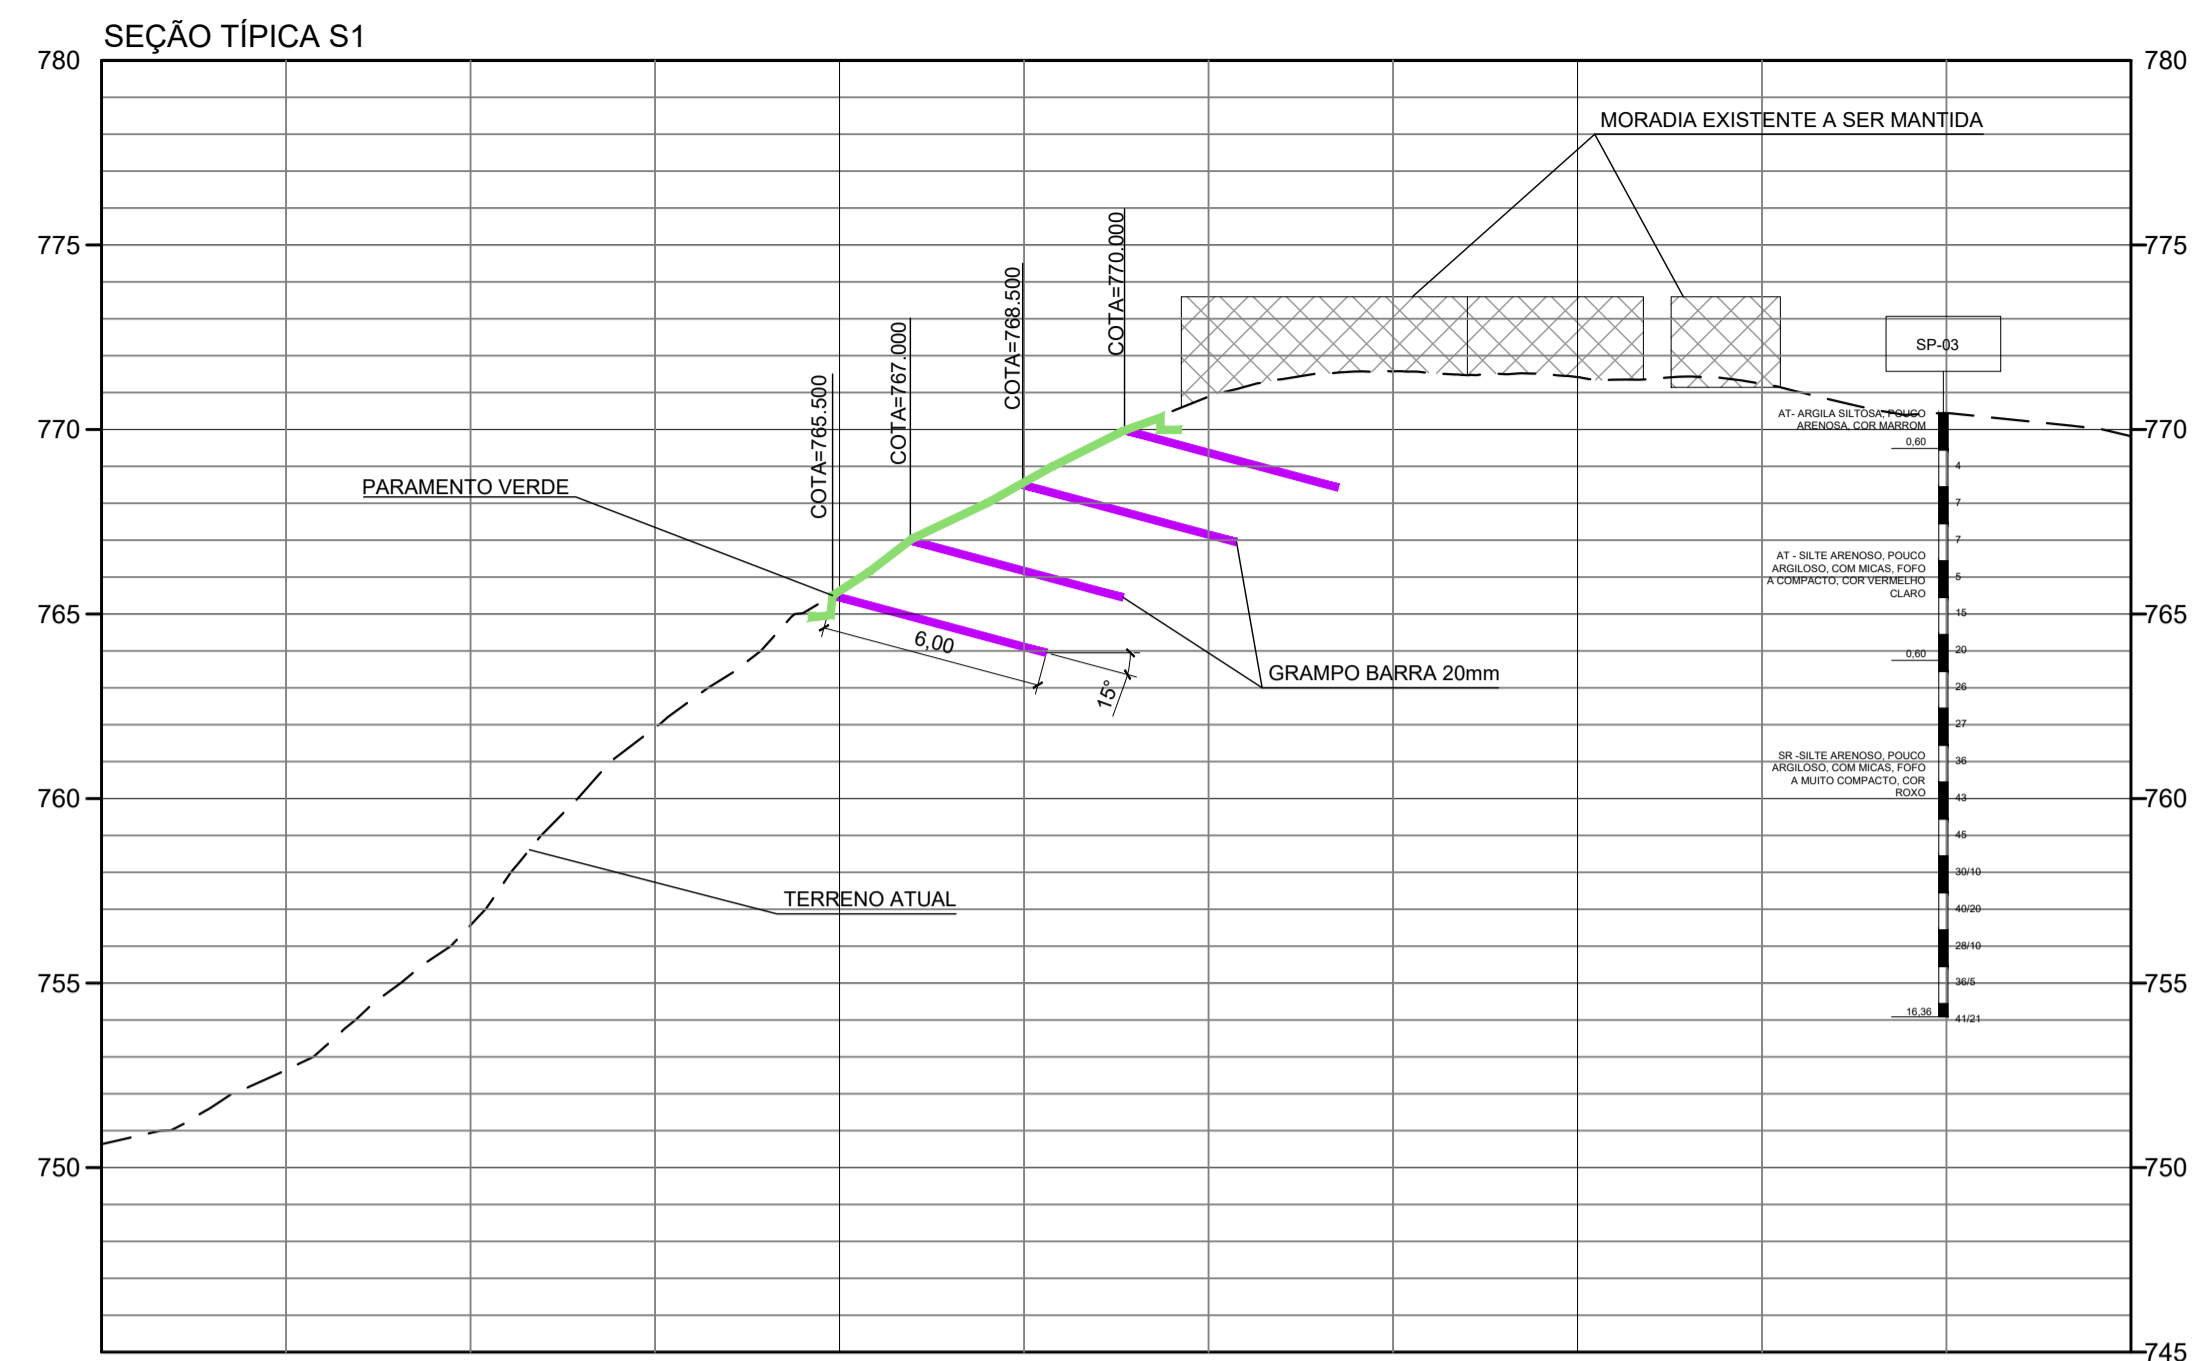 SEÇÃO TÍPICA S1
780
780
MORADIA EXISTENTE A SER MANTIDA
775
775
COTA=765.500
COTA=767.000
COTA=768.500
COTA=770.000
SP-03
770
770
AT- ARGILA SILTOSA, POUCO
ARENOSA, COR MARROM
0,60
4
7
7
5
15
20
26
27
36
43
45
30/10
40/20
28/10
36/5
41/21
PARAMENTO VERDE
AT - SILTE ARENOSO, POUCO
ARGILOSO, COM MICAS, FOFO
A COMPACTO, COR VERMELHO
CLARO
0,60
765
765
6,00
15°
GRAMPO BARRA 20mm
SR -SILTE ARENOSO, POUCO
ARGILOSO, COM MICAS, FOFO
A MUITO COMPACTO, COR
ROXO
760
760
TERRENO ATUAL
755
755
16,36
750
750
745